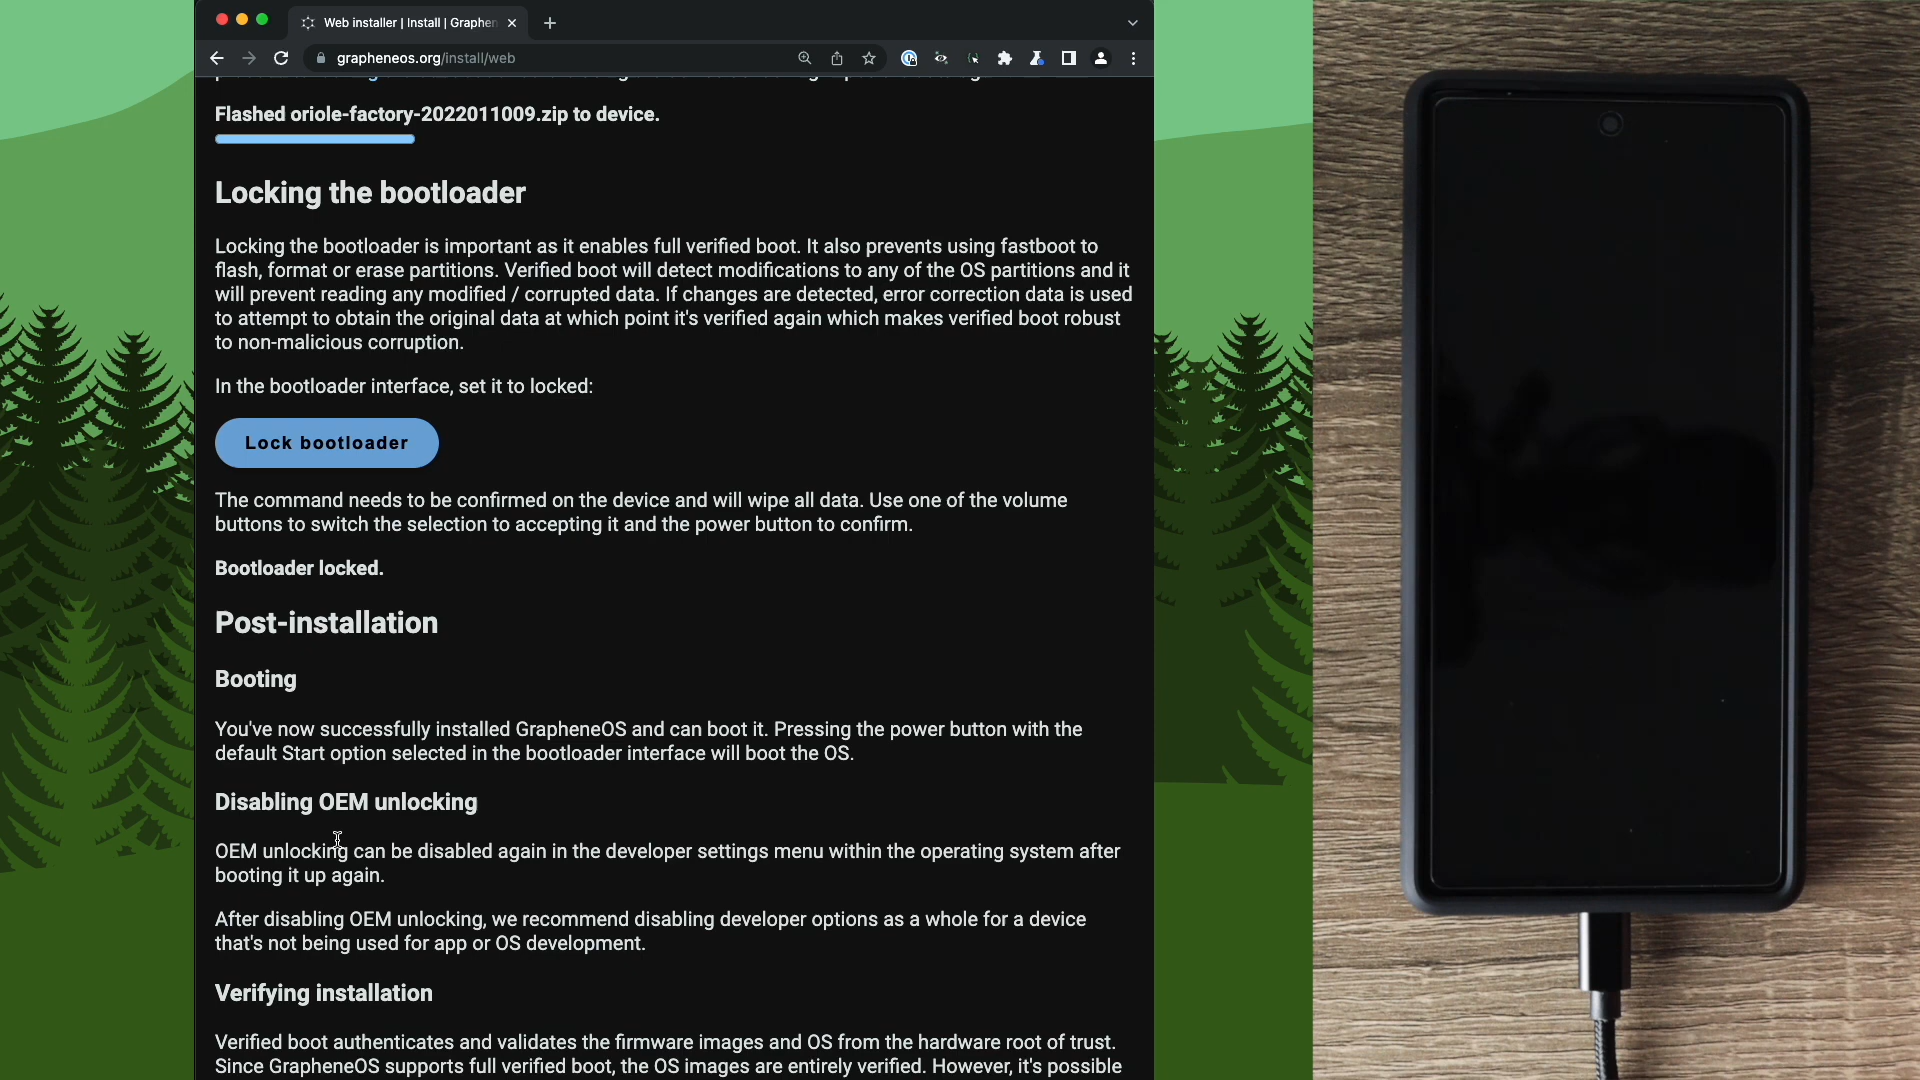 Web installer | Install | Graphen
grapheneos.org/install/web
Flashed oriole-factory-2022011009.zip to device.
Locking the bootloader
Locking the bootloader is important as it enables full verified boot. It also prevents using fastboot to
flash, format or erase partitions. Verified boot will detect modifications to any of the OS partitions and it
will prevent reading any modified / corrupted data. If changes are detected, error correction data is used
to attempt to obtain the original data at which point it's verified again which makes verified boot robust
to non-malicious corruption.
In the bootloader interface, set it to locked:
Lock bootloader
The command needs to be confirmed on the device and will wipe all data. Use one of the volume
buttons to switch the selection to accepting it and the power button to confirm.
Bootloader locked.
Post-installation
Booting
You've now successfully installed GrapheneOS and can boot it. Pressing the power button with the
default Start option selected in the bootloader interface will boot the OS.
Disabling OEM unlocking
OEM unlocking can be disabled again in the developer settings menu within the operating system after
booting it up again.
After disabling OEM unlocking, we recommend disabling developer options as a whole for a device
that's not being used for app or OS development.
Verifying installation
Verified boot authenticates and validates the firmware images and OS from the hardware root of trust.
Since GrapheneOS supports full verified boot, the OS images are entirely verified. However, it's possible